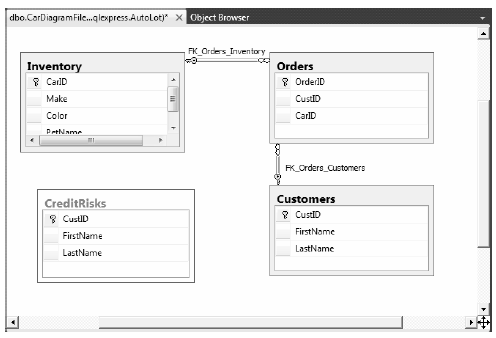 dbo.CarDiagramFile...qlexpress.AutoLot)*
Object Browser
FK_Orders_Inventory
Inventory
CarID
Make
Color
PetName
Orders
OrderID
CustID
CarID
FK_Orders_Customers
CreditRisks
CustID
FirstName
LastName
Customers
CustID
FirstName
LastName